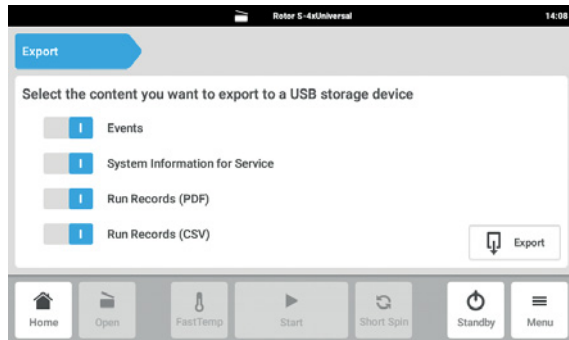 Rotor S-4xUniversal 14:08
Export
Select the content you want to export to a USB storage device
Events
System Information for Service
Run Records (PDF)
Run Records (CSV)
Export
Home Open FastTemp Start Short Spin Standby Menu